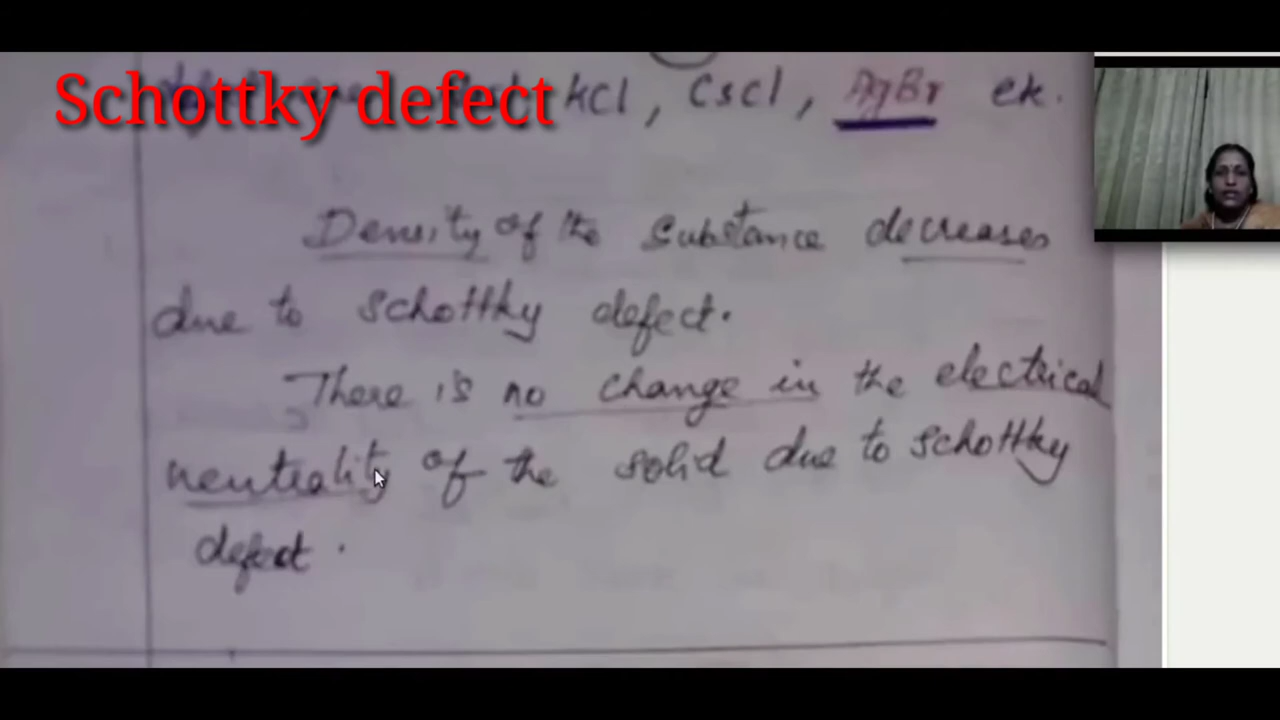 Schottky defect
kcl, Cscl, AgBr etc.
Density of the Substance decreases
due to Schottky defect.
There is no change in the electrical
neutrality of the solid due to Schottky
defect.